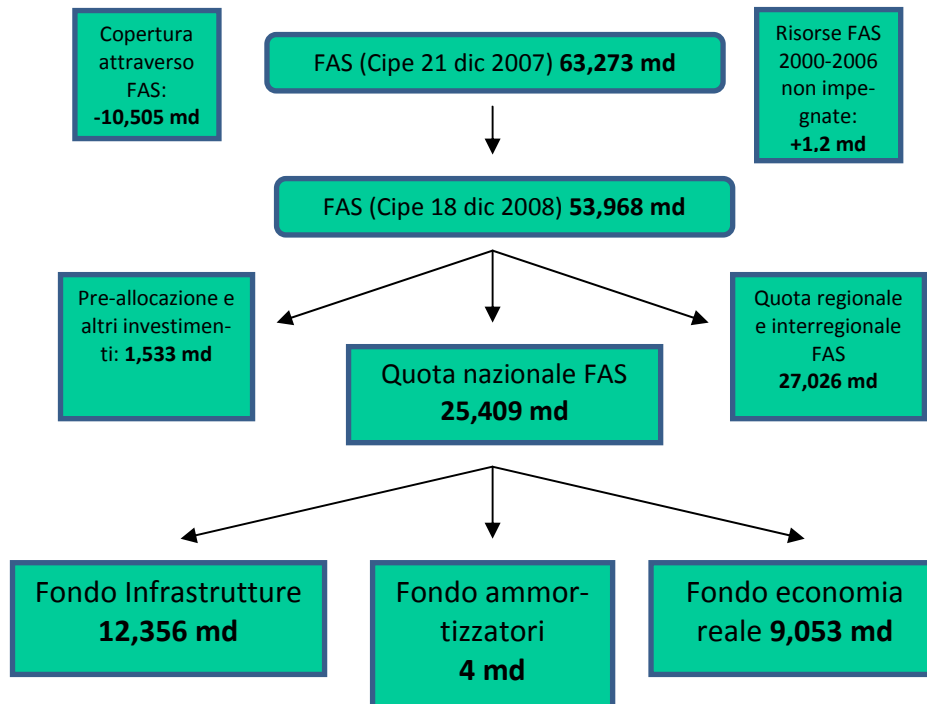 Copertura
attraverso
FAS:
-10,505 md
FAS (Cipe 21 dic 2007) 63,273 md
Risorse FAS
2000-2006
non impe-
gnate:
+1,2 md
FAS (Cipe 18 dic 2008) 53,968 md
Pre-allocazione e
altri investimen-
ti: 1,533 md
Quota nazionale FAS
25,409 md
Quota regionale
e interregionale
FAS
27,026 md
Fondo Infrastrutture
12,356 md
Fondo ammor-
tizzatori
4 md
Fondo economia
reale 9,053 md